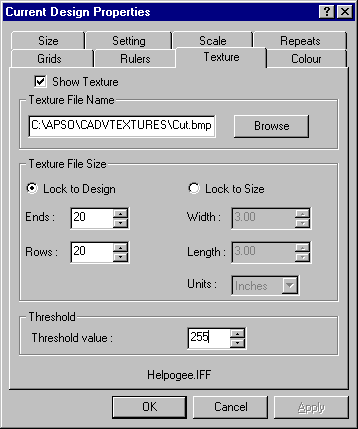 Current Design Properties
Size Setting Scale Repeats
Grids Rulers Texture Colour
Show Texture
Texture File Name
C:\APSO\CADVTEXTURES\Cut.bmp Browse
Texture File Size
Lock to Design Lock to Size
Ends : 20 Width : 3.00
Rows : 20 Length : 3.00
Units : Inches
Threshold
Threshold value : 255
Helpogee.IFF
OK Cancel Apply